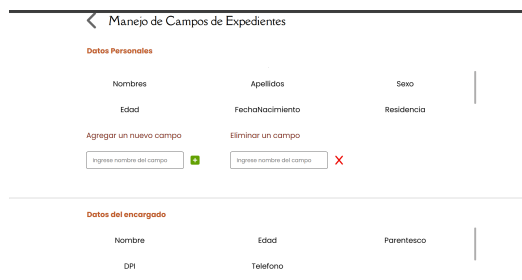 Manejo de Campos de Expedientes
Datos Personales
Nombres Apellidos Sexo
Edad FechaNacimiento Residencia
Agregar un nuevo campo Eliminar un campo
Ingrese nombre del campo Ingrese nombre del campo
Datos del encargado
Nombre Edad Parentesco
DPI Telefono